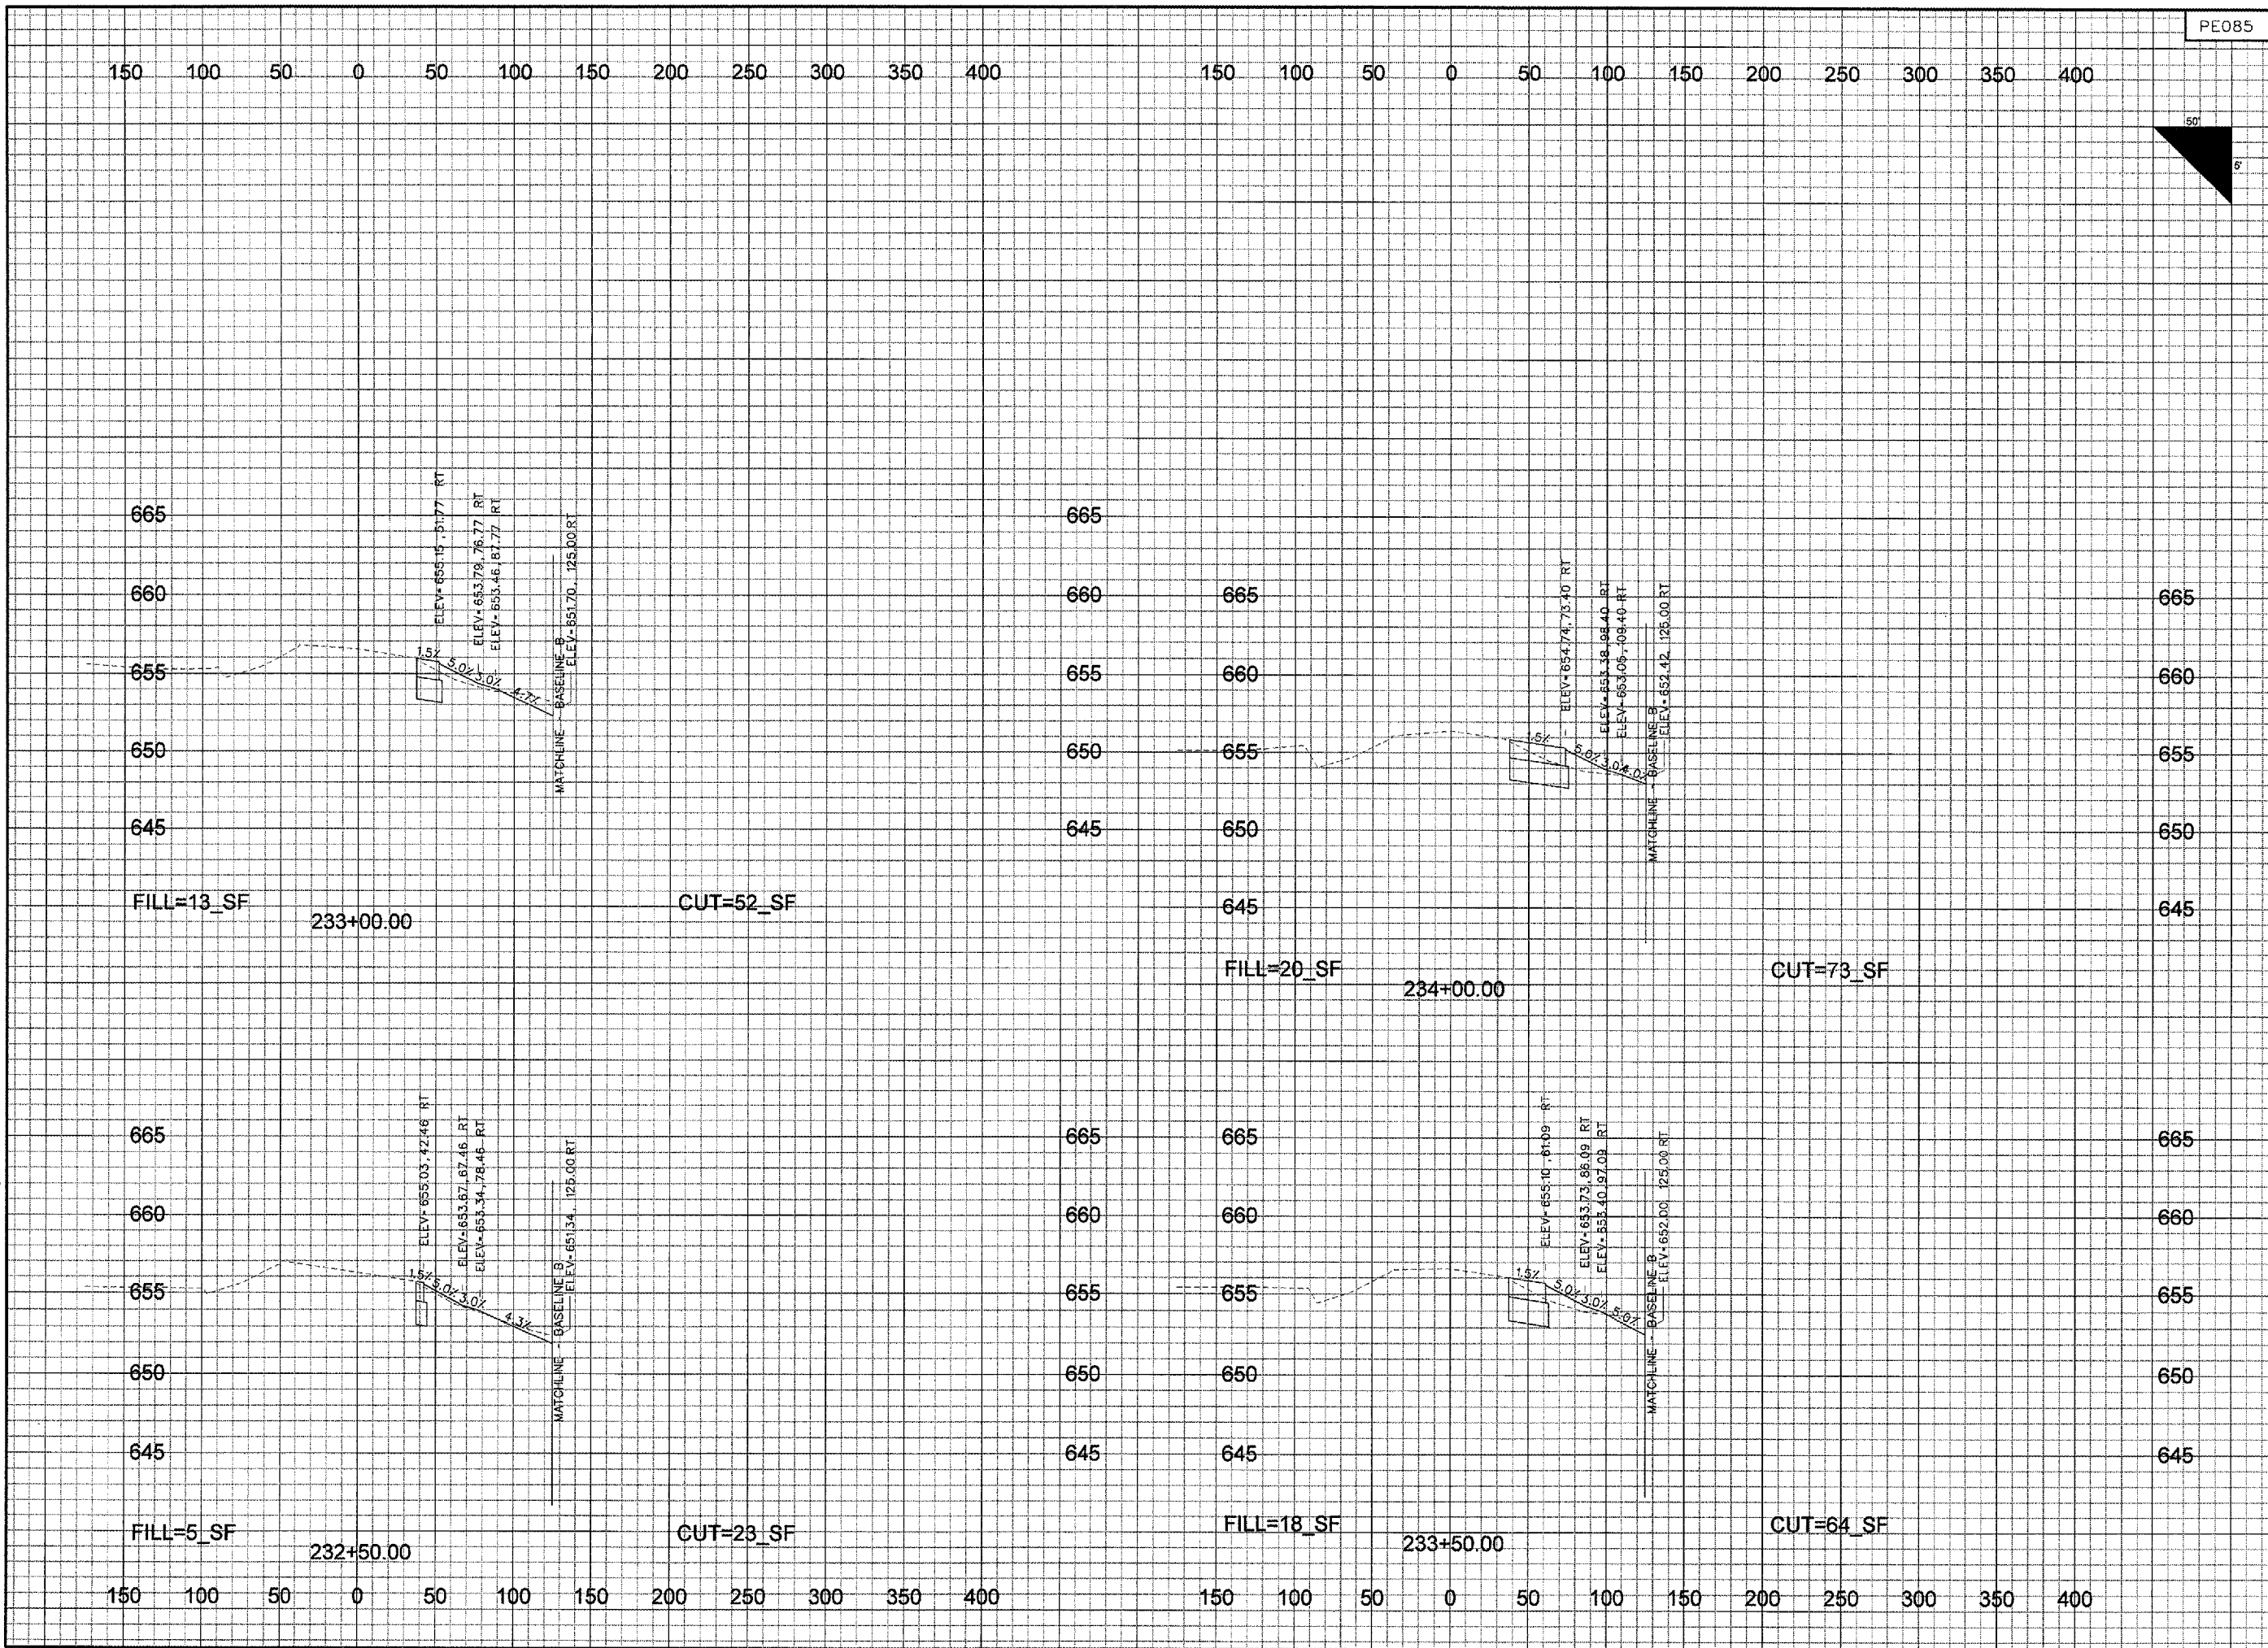 PE085
150 100 50 0 50 100 150 200 250 300 350 400
150 100 50 0 50 100 150 200 250 300 350 400
50'
5'
665 665
660 660
655 655
650 650
645 645
ELEV=655.15, 51.77 RT
ELEV=653.79, 76.77 RT
ELEV=653.46, 87.77 RT
ELEV=651.70, 125.00 RT
1.5% 5.0% 3.0% 4.7%
MATCHLINE - BASELINE B
FILL=13_SF
CUT=52_SF
233+00.00
665 665
660 660
655 655
650 650
645 645
ELEV=654.74, 73.40 RT
ELEV=653.38, 98.40 RT
ELEV=653.05, 109.40 RT
ELEV=652.42, 125.00 RT
1.5% 5.0% 3.0% 4.0%
MATCHLINE - BASELINE B
FILL=20_SF
CUT=73_SF
234+00.00
665 665
660 660
655 655
650 650
645 645
ELEV=655.03, 42.46 RT
ELEV=653.67, 67.46 RT
ELEV=653.34, 78.46 RT
ELEV=651.34, 125.00 RT
1.5% 5.0% 3.0% 4.3%
MATCHLINE - BASELINE B
FILL=5_SF
CUT=23_SF
232+50.00
665 665
660 660
655 655
650 650
645 645
ELEV=655.10, 61.09 RT
ELEV=653.73, 86.09 RT
ELEV=653.40, 97.09 RT
ELEV=652.00, 125.00 RT
1.5% 5.0% 3.0% 5.0%
MATCHLINE - BASELINE B
FILL=18_SF
CUT=64_SF
233+50.00
150 100 50 0 50 100 150 200 250 300 350 400
150 100 50 0 50 100 150 200 250 300 350 400